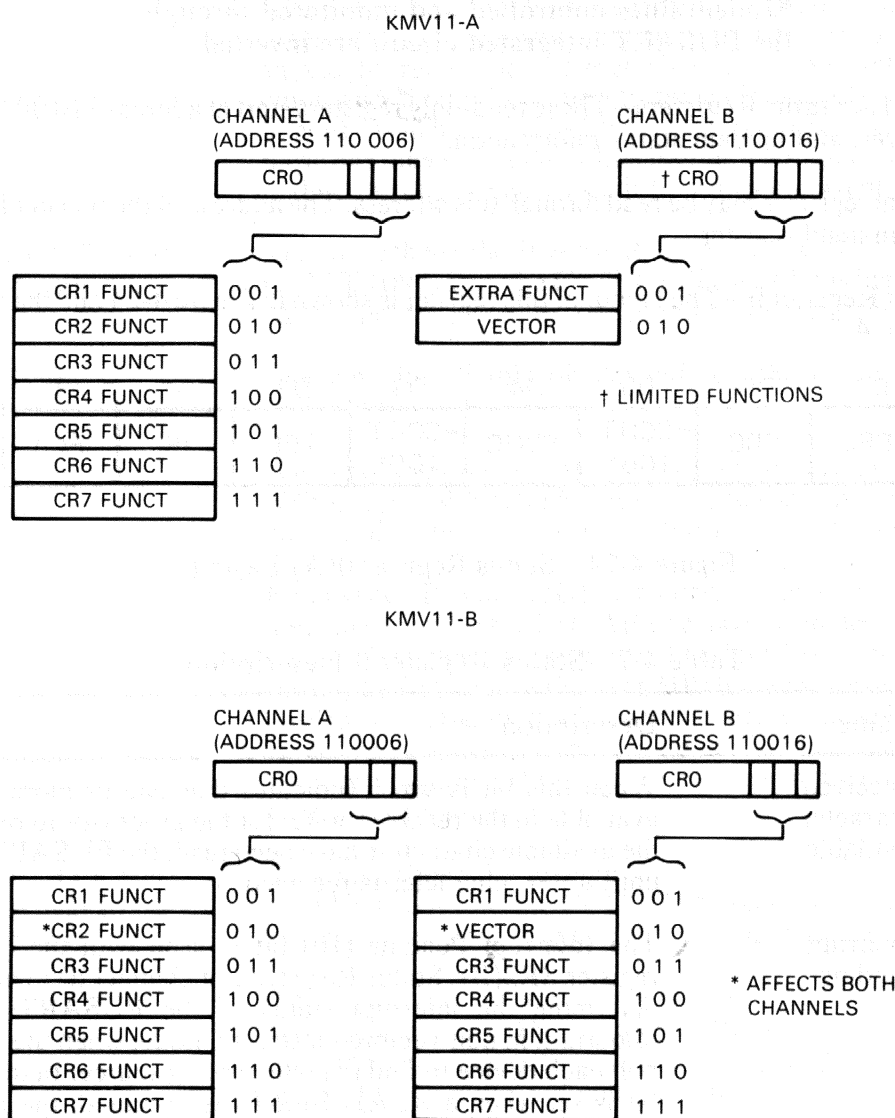 KMV11-A
CHANNEL A
(ADDRESS 110 006)
CRO
CR1 FUNCT 0 0 1
CR2 FUNCT 0 1 0
CR3 FUNCT 0 1 1
CR4 FUNCT 1 0 0
CR5 FUNCT 1 0 1
CR6 FUNCT 1 1 0
CR7 FUNCT 1 1 1
CHANNEL B
(ADDRESS 110 016)
† CRO
EXTRA FUNCT 0 0 1
VECTOR 0 1 0
† LIMITED FUNCTIONS
KMV11-B
CHANNEL A
(ADDRESS 110006)
CRO
CR1 FUNCT 0 0 1
*CR2 FUNCT 0 1 0
CR3 FUNCT 0 1 1
CR4 FUNCT 1 0 0
CR5 FUNCT 1 0 1
CR6 FUNCT 1 1 0
CR7 FUNCT 1 1 1
CHANNEL B
(ADDRESS 110016)
CRO
CR1 FUNCT 0 0 1
* VECTOR 0 1 0
CR3 FUNCT 0 1 1
CR4 FUNCT 1 0 0
CR5 FUNCT 1 0 1
CR6 FUNCT 1 1 0
CR7 FUNCT 1 1 1
* AFFECTS BOTH
CHANNELS